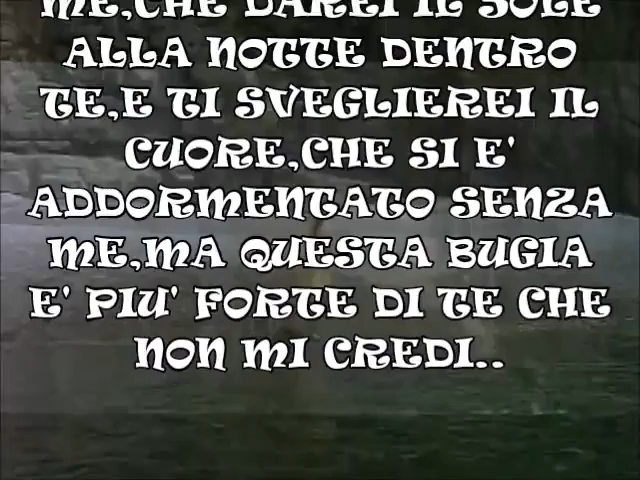 ME,CHE DAREI IL SOLE
ALLA NOTTE DENTRO
TE,E TI SVEGLIEREI IL
CUORE,CHE SI E'
ADDORMENTATO SENZA
ME,MA QUESTA BUGIA
E' PIU' FORTE DI TE CHE
NON MI CREDI..